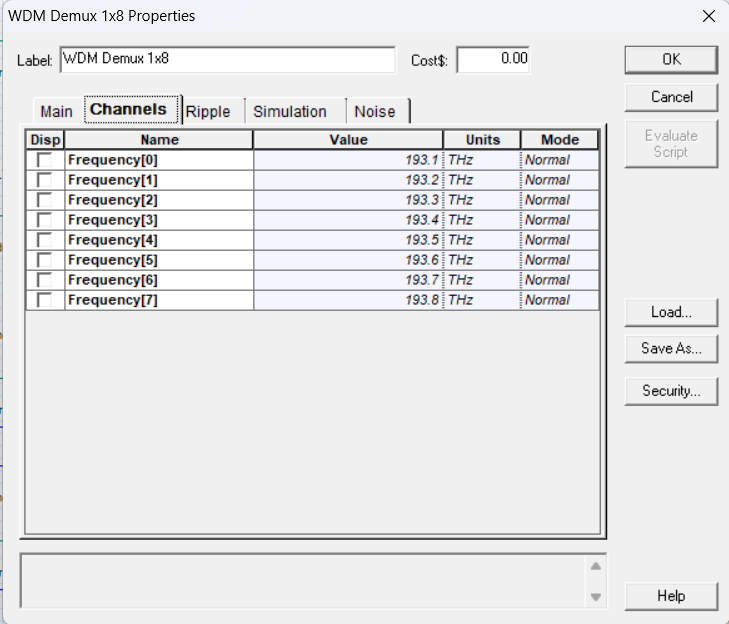 WDM Demux 1x8 Properties
Label: WDM Demux 1x8 Cost$: 0.00 OK
Cancel
Main Channels Ripple Simulation Noise
Evaluate Script
Disp Name Value Units Mode
Frequency[0] 193.1 THz Normal
Frequency[1] 193.2 THz Normal
Frequency[2] 193.3 THz Normal
Frequency[3] 193.4 THz Normal
Frequency[4] 193.5 THz Normal
Frequency[5] 193.6 THz Normal
Frequency[6] 193.7 THz Normal
Frequency[7] 193.8 THz Normal
Load...
Save As...
Security...
Help